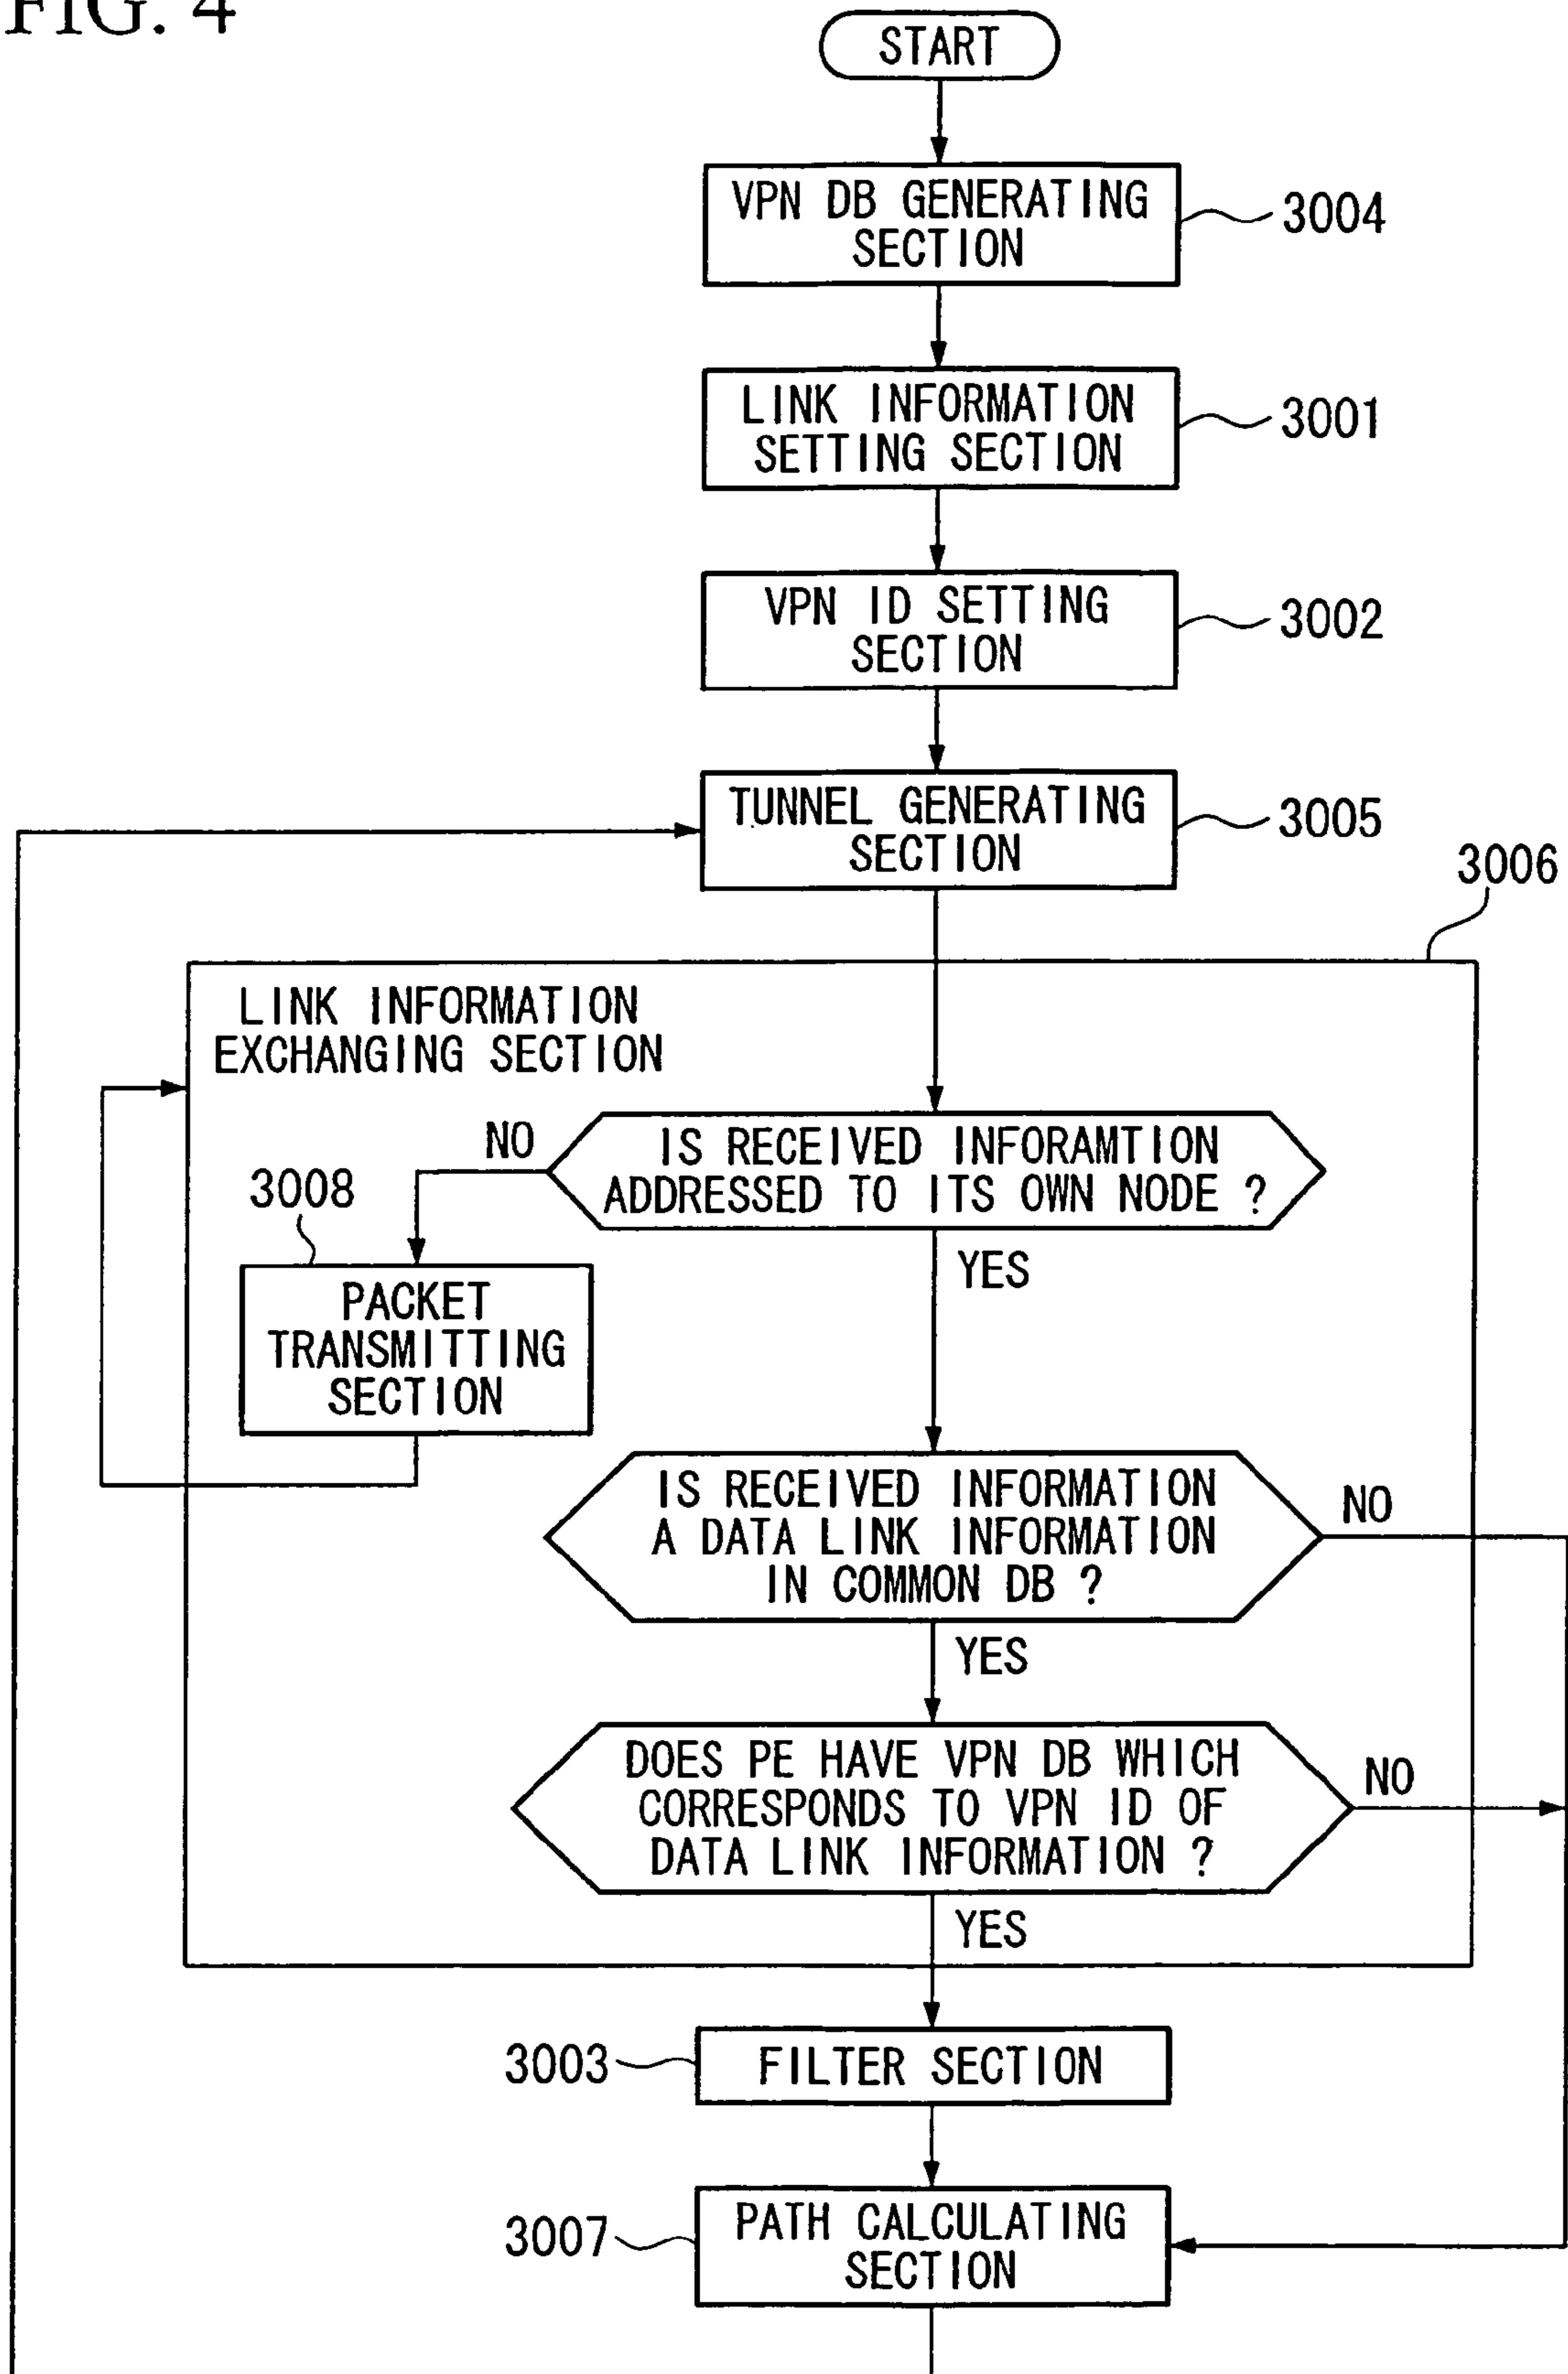 FIG. 4
START
VPN DB GENERATING
SECTION
3004
LINK INFORMATION
SETTING SECTION
3001
VPN ID SETTING
SECTION
3002
TUNNEL GENERATING
SECTION
3005
3006
LINK INFORMATION
EXCHANGING SECTION
NO
IS RECEIVED INFORAMTION
ADDRESSED TO ITS OWN NODE ?
3008
YES
PACKET
TRANSMITTING
SECTION
IS RECEIVED INFORMATION
A DATA LINK INFORMATION
IN COMMON DB ?
NO
YES
DOES PE HAVE VPN DB WHICH
CORRESPONDS TO VPN ID OF
DATA LINK INFORMATION ?
NO
YES
3003
FILTER SECTION
3007
PATH CALCULATING
SECTION